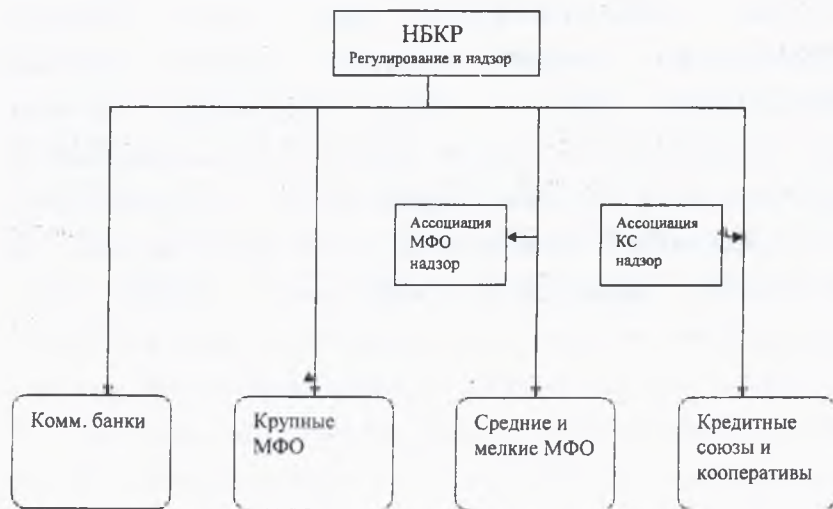 НБКР
Регулирование и надзор
Ассоциация
МФО
надзор
Ассоциация
КС
надзор
Комм. банки
Крупные
МФО
Средние и
мелкие МФО
Кредитные
союзы и
кооперативы